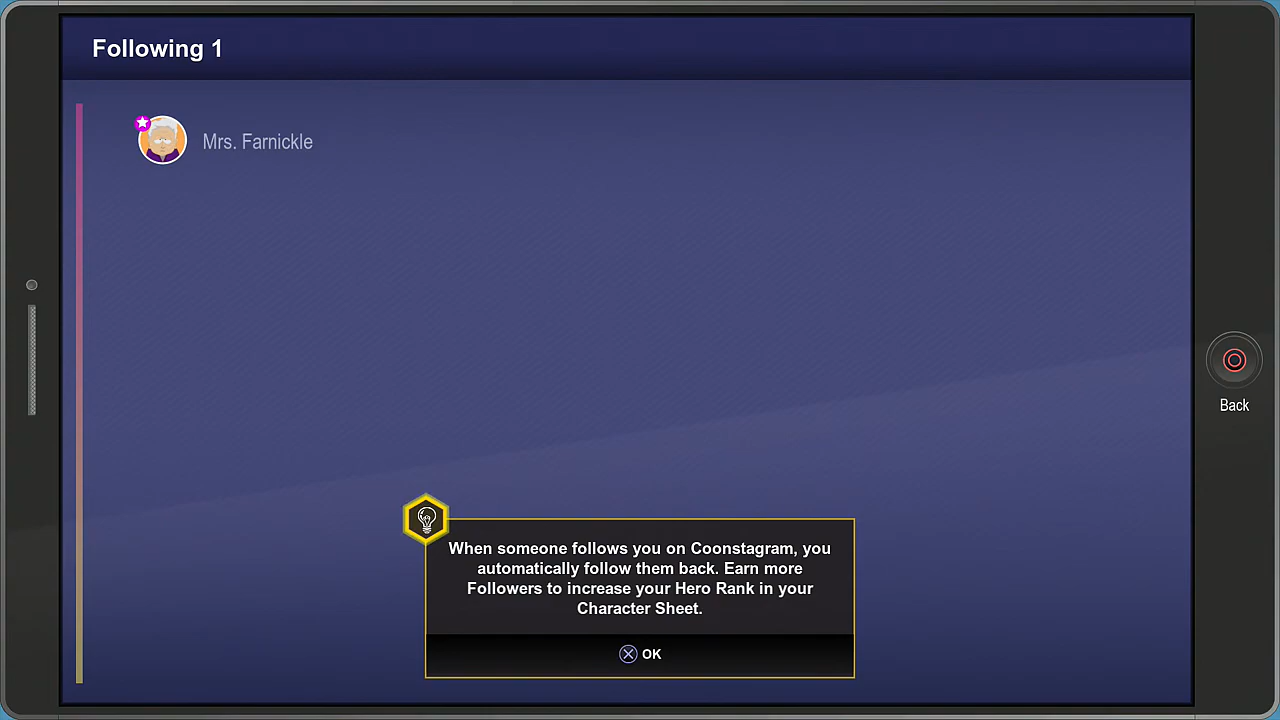 Following 1
Mrs. Farnickle
Back
When someone follows you on Coonstagram, you
automatically follow them back. Earn more
Followers to increase your Hero Rank in your
Character Sheet.
OK